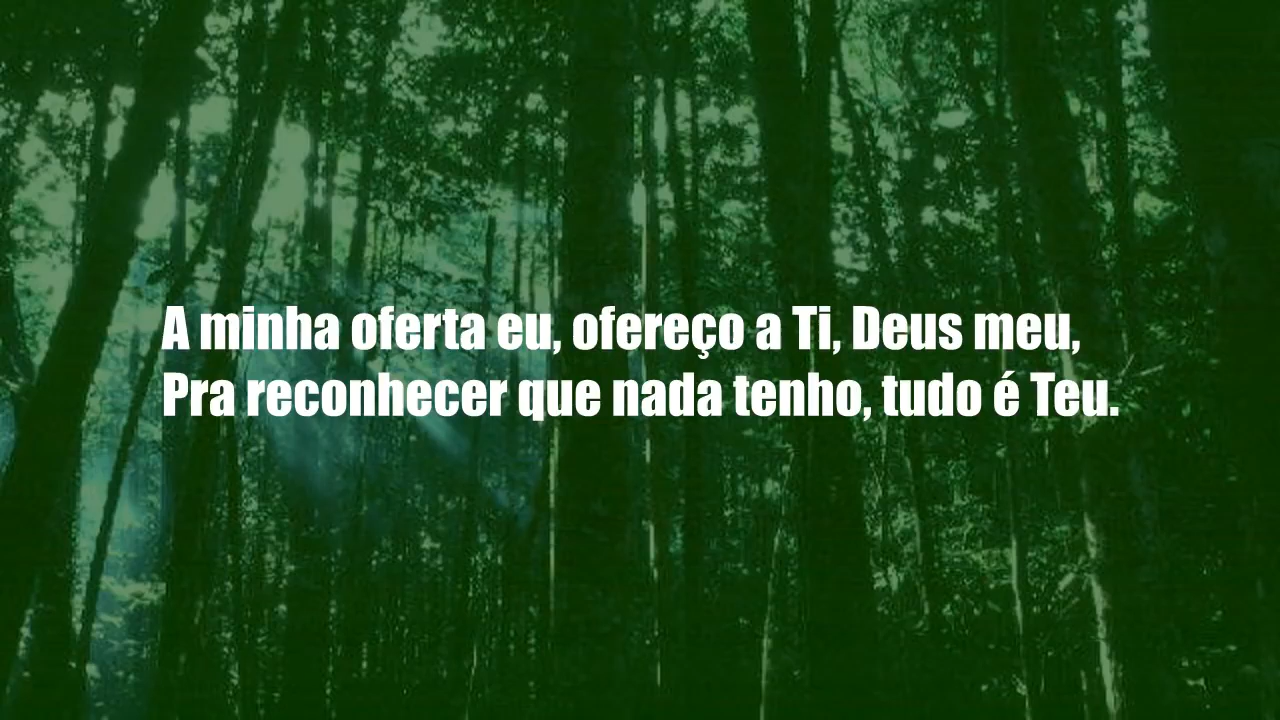 A minha oferta eu, ofereço a Ti, Deus meu,
Pra reconhecer que nada tenho, tudo é Teu.